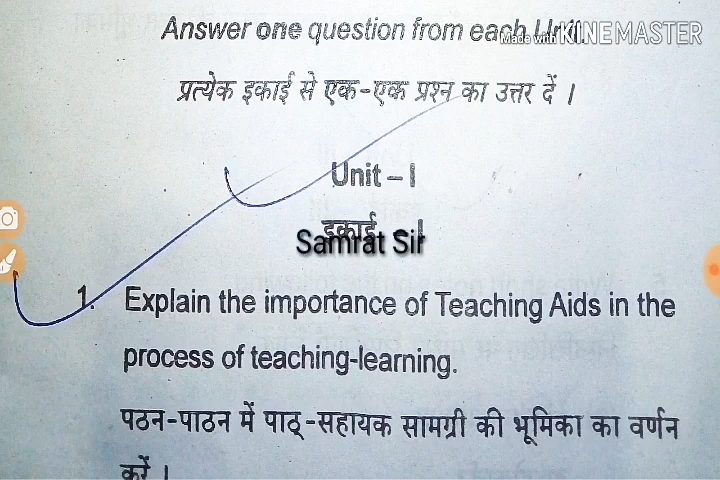 Answer one question from each Unit.
Made with KINEMASTER
प्रत्येक इकाई से एक-एक प्रश्न का उत्तर दें ।
Unit – I
इकाई – I
Samrat Sir
1. Explain the importance of Teaching Aids in the
process of teaching-learning.
पठन-पाठन में पाठ्-सहायक सामग्री की भूमिका का वर्णन
करें ।